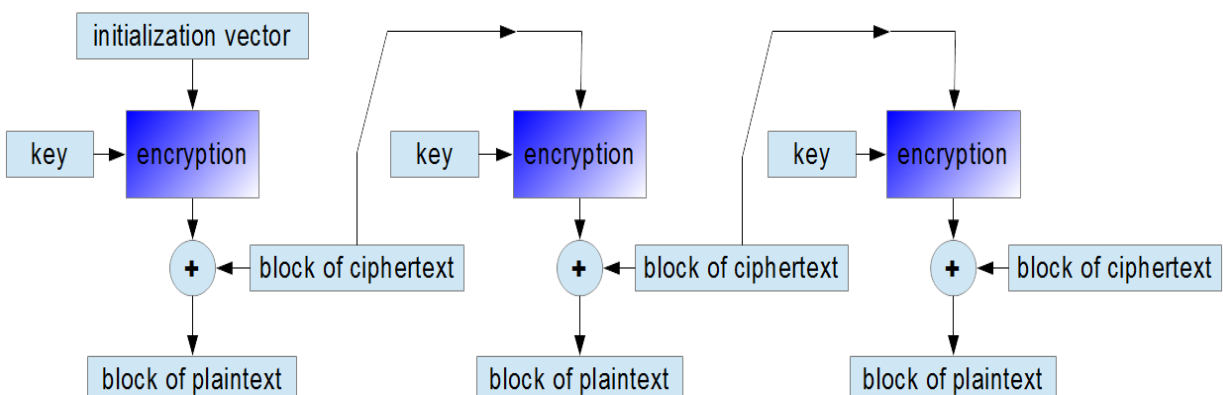 initialization vector
key
encryption
key
encryption
key
encryption
+
block of ciphertext
+
block of ciphertext
+
block of ciphertext
block of plaintext
block of plaintext
block of plaintext